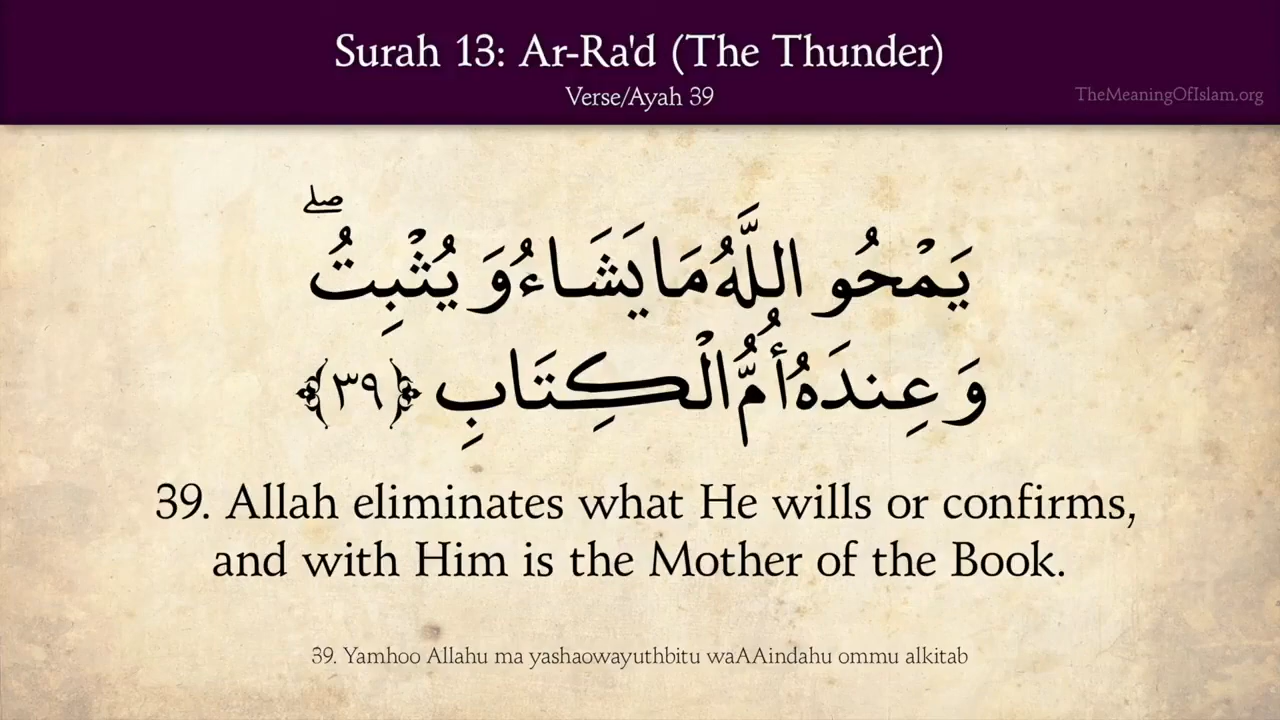 Surah 13: Ar-Ra'd (The Thunder)
Verse/Ayah 39
TheMeaningOfIslam.org
يَمْحُو اللَّهُ مَا يَشَاءُ وَيُثْبِتُ ۖ
وَعِندَهُ أُمُّ الْكِتَابِ ﴿٣٩﴾
39. Allah eliminates what He wills or confirms,
and with Him is the Mother of the Book.
39. Yamhoo Allahu ma yashaowayuthbitu waAAindahu ommu alkitab